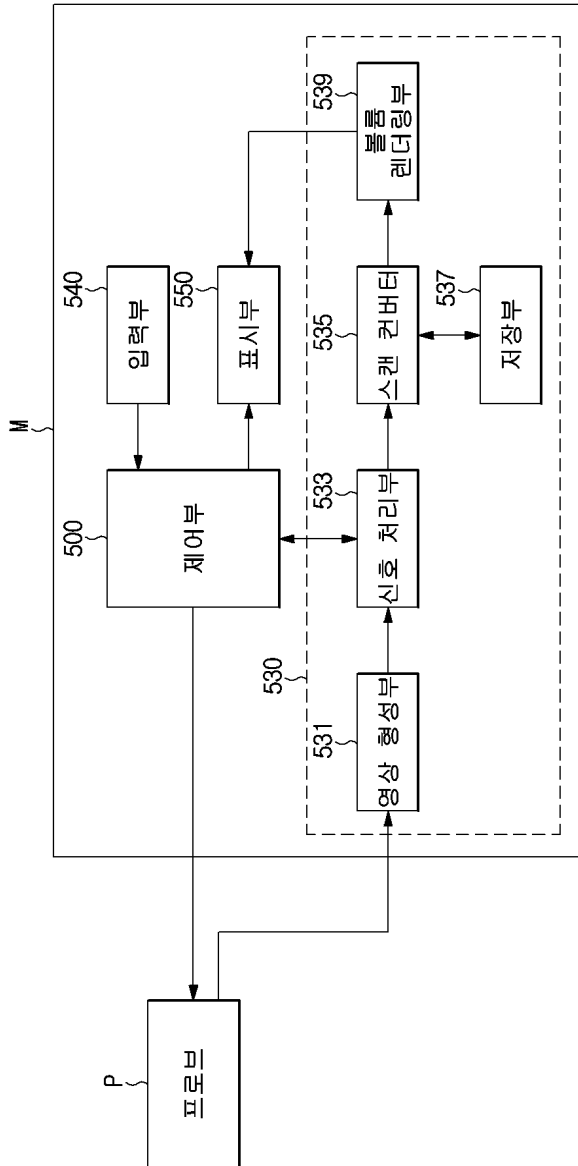 M
540
입력부
550
표시부
500
제어부
539
볼륨
렌더링부
535
스캔 컨버터
537
저장부
533
신호 처리부
530
531
영상 형성부
P
프로브